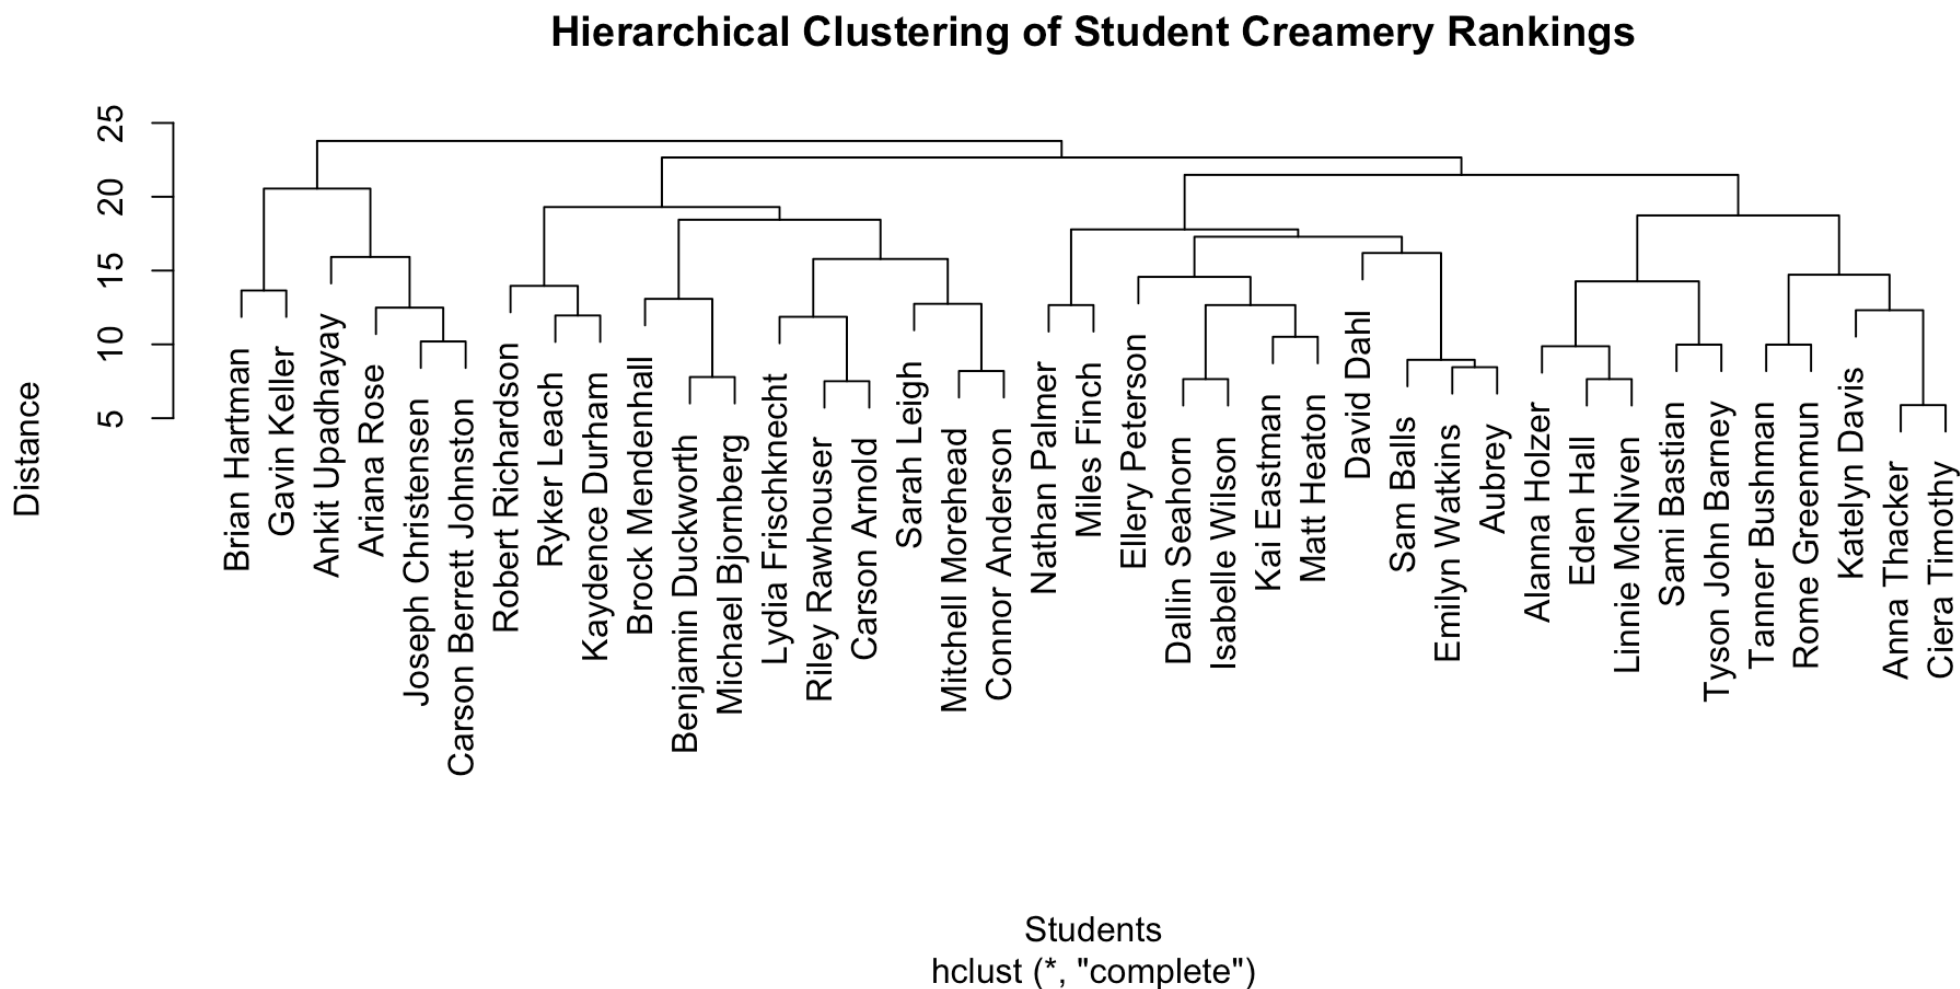 Hierarchical Clustering of Student Creamery Rankings
Distance
25
20
15
10
5
Brian Hartman
Gavin Keller
Ankit Upadhayay
Ariana Rose
Joseph Christensen
Carson Berrett Johnston
Robert Richardson
Ryker Leach
Kaydence Durham
Brock Mendenhall
Benjamin Duckworth
Michael Bjornberg
Lydia Frischknecht
Riley Rawhouser
Carson Arnold
Sarah Leigh
Mitchell Morehead
Connor Anderson
Nathan Palmer
Miles Finch
Ellery Peterson
Dallin Seahorn
Isabelle Wilson
Kai Eastman
Matt Heaton
David Dahl
Sam Balls
Emilyn Watkins
Aubrey
Alanna Holzer
Eden Hall
Linnie McNiven
Sami Bastian
Tyson John Barney
Tanner Bushman
Rome Greenmun
Katelyn Davis
Anna Thacker
Ciera Timothy
Students
hclust (*, "complete")